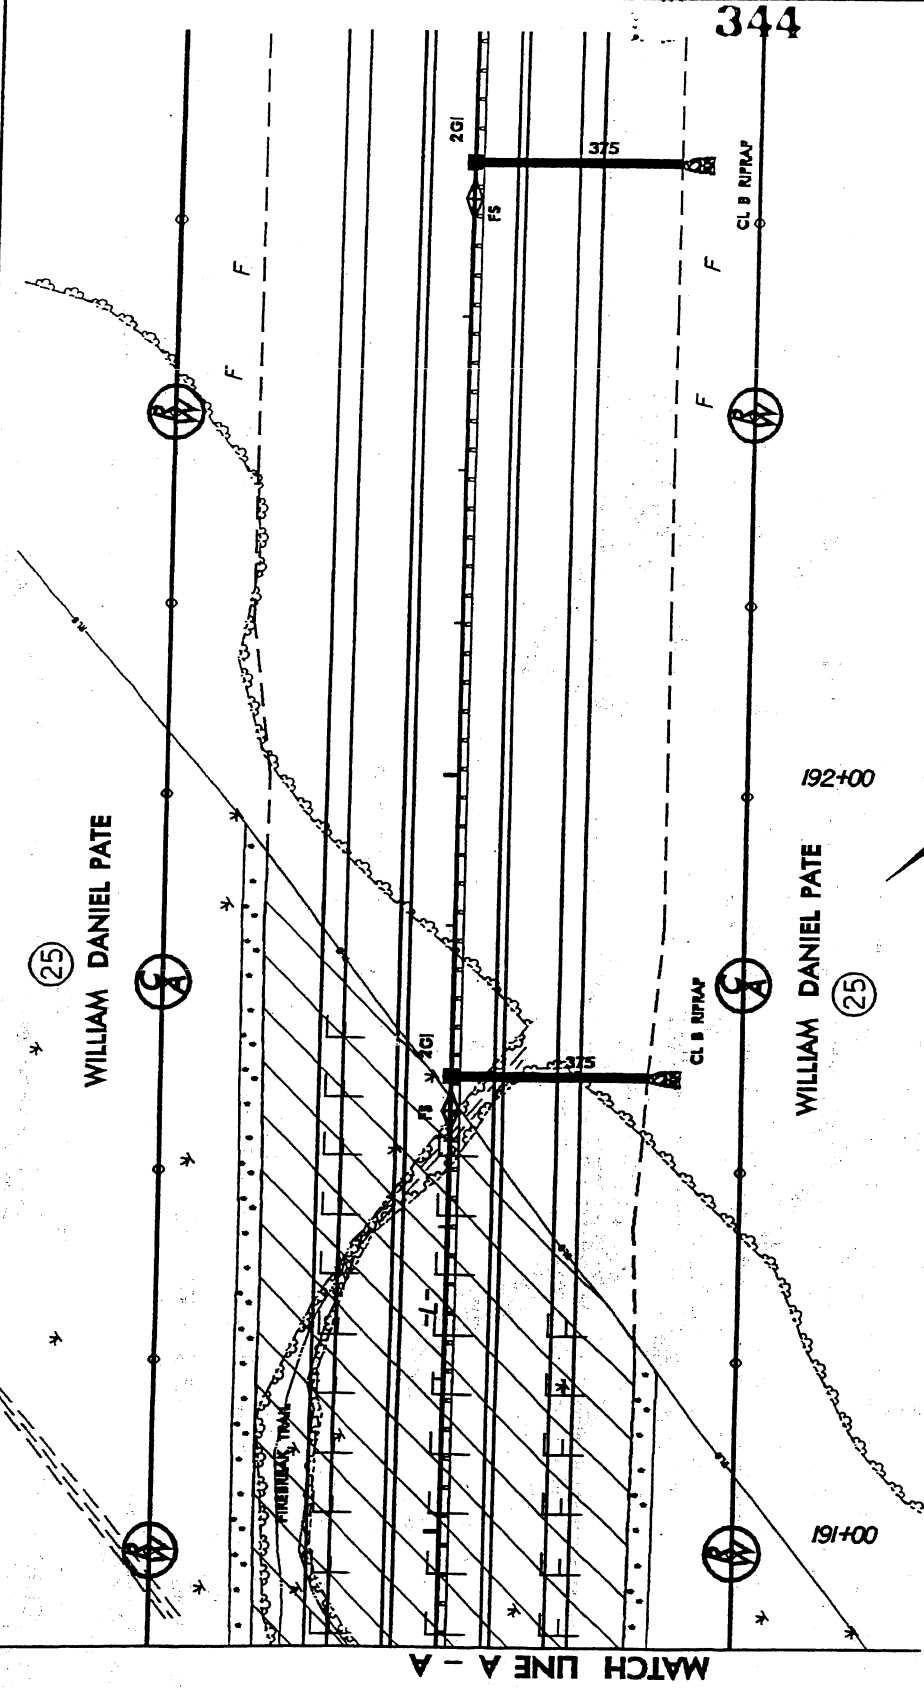 344
2GI
375
FS
CL B RIPRAP
F
F
F
F
R/W
R/W
192+00
WILLIAM DANIEL PATE
25
C/A
C/A
WILLIAM DANIEL PATE
25
2GI
375
FS
CL B RIPRAP
-L-
FIREBREAK TRAIL
191+00
R/W
R/W
MATCH LINE A - A